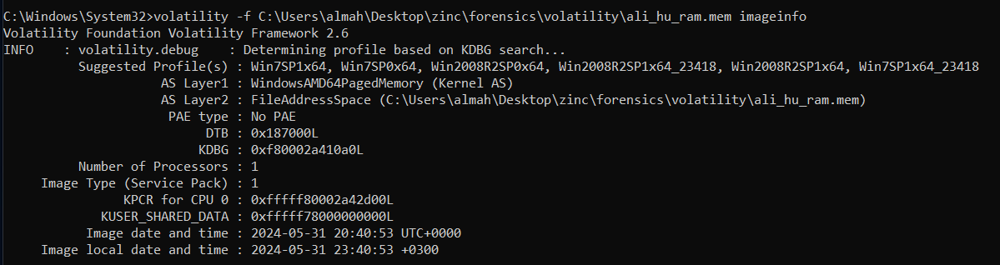 C:\Windows\System32>volatility -f C:\Users\almah\Desktop\zinc\forensics\volatility\ali_hu_ram.mem imageinfo
Volatility Foundation Volatility Framework 2.6
INFO    : volatility.debug    : Determining profile based on KDBG search...
          Suggested Profile(s) : Win7SP1x64, Win7SP0x64, Win2008R2SP0x64, Win2008R2SP1x64_23418, Win2008R2SP1x64, Win7SP1x64_23418
                     AS Layer1 : WindowsAMD64PagedMemory (Kernel AS)
                     AS Layer2 : FileAddressSpace (C:\Users\almah\Desktop\zinc\forensics\volatility\ali_hu_ram.mem)
                      PAE type : No PAE
                           DTB : 0x187000L
                          KDBG : 0xf80002a410a0L
          Number of Processors : 1
     Image Type (Service Pack) : 1
                KPCR for CPU 0 : 0xfffff80002a42d00L
             KUSER_SHARED_DATA : 0xfffff78000000000L
           Image date and time : 2024-05-31 20:40:53 UTC+0000
     Image local date and time : 2024-05-31 23:40:53 +0300